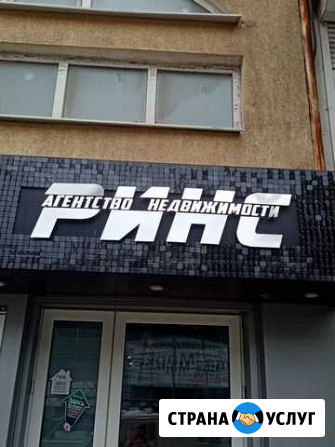 АГЕНТСТВО НЕДВИЖИМОСТИ
РИНС
СТРАНА УСЛУГ